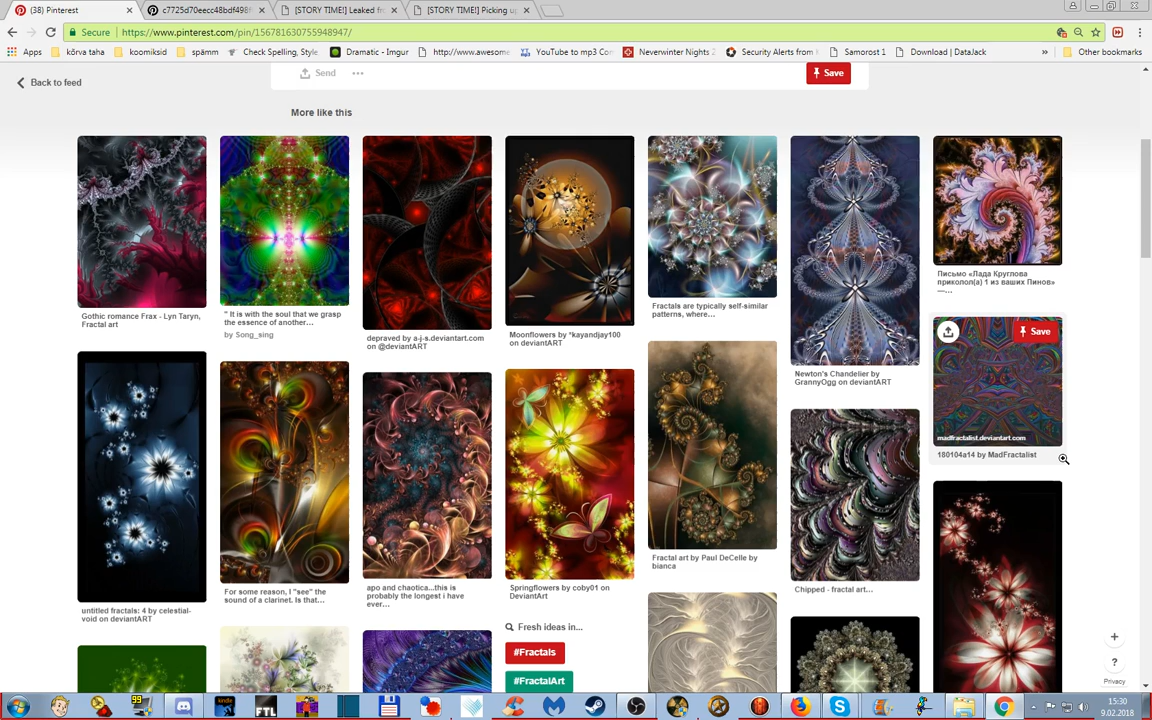 (38) Pinterest
c7725d70eecc48bdf498f
[STORY TIME!] Leaked fr
[STORY TIME!] Picking up
Secure
https://www.pinterest.com/pin/156781630755948947/
Apps
kõrva taha
koomiksid
spämm
Check Spelling, Style
Dramatic - Imgur
http://www.awesome
YouTube to mp3 Con
Neverwinter Nights 2
Security Alerts from
Samorost 1
Download | DataJack
»
Other bookmarks
Back to feed
Send
Save
More like this
Gothic romance Frax - Lyn Taryn,
Fractal art
" It is with the soul that we grasp
the essence of another...
by Song_sing
depraved by a-j-s.deviantart.com
on @deviantART
Moonflowers by *kayandjay100
on deviantART
Fractals are typically self-similar
patterns, where...
Newton's Chandelier by
GrannyOgg on deviantART
Письмо «Лада Круглова
приколол(а) 1 из ваших Пинов»
—...
Save
madfractalist.deviantart.com
180104a14 by MadFractalist
untitled fractals: 4 by celestial-
void on deviantART
For some reason, I "see" the
sound of a clarinet. Is that...
apo and chaotica...this is
probably the longest i have
ever...
Springflowers by coby01 on
DeviantArt
Fractal art by Paul DeCelle by
bianca
Chipped - fractal art...
Fresh ideas in...
#Fractals
#FractalArt
+
?
Privacy
99
kindle
FTL
15:30
9.02.2018